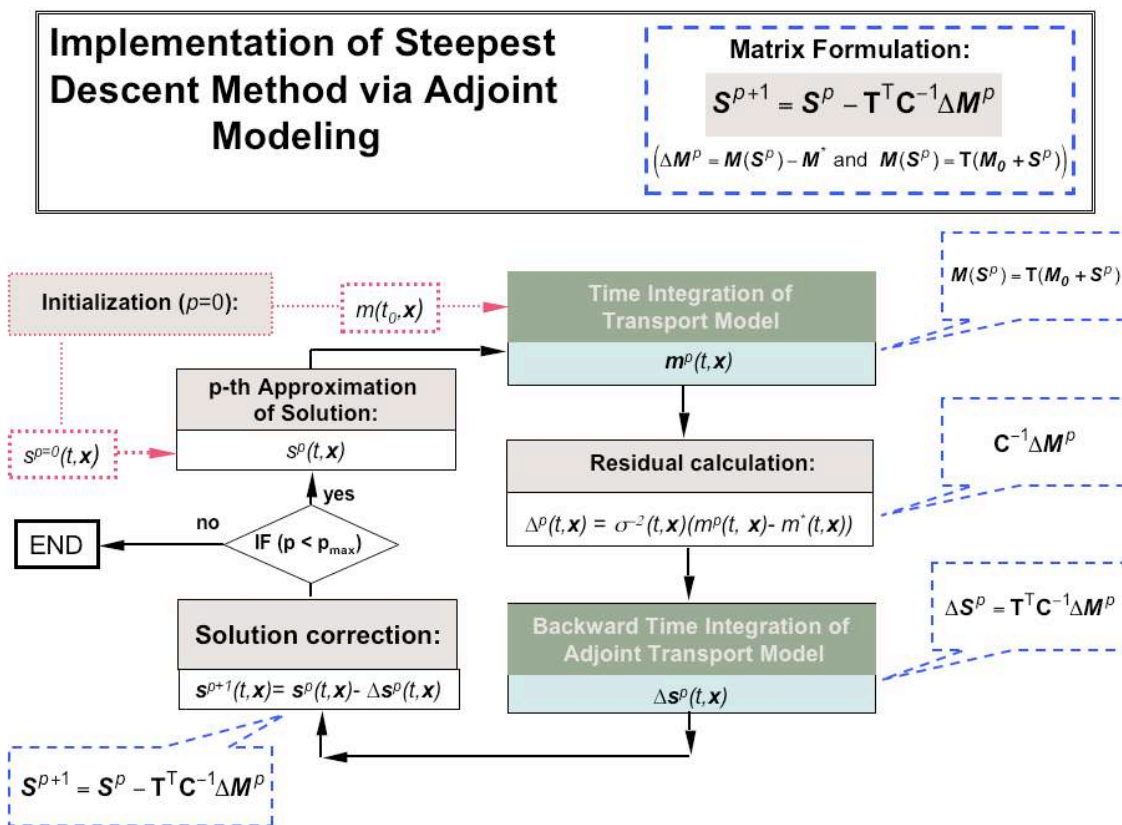 Implementation of Steepest
Descent Method via Adjoint
Modeling
Matrix Formulation:
S^{p+1} = S^p – T^T C^{-1} ΔM^p
(ΔM^p = M(S^p) – M^* and M(S^p) = T(M_0 + S^p))
M(S^p) = T(M_0 + S^p)
Initialization (p=0):
m(t_0, x)
Time Integration of
Transport Model
m^p(t, x)
p-th Approximation
of Solution:
s^p(t, x)
s^{p=0}(t, x)
C^{-1} ΔM^p
Residual calculation:
Δ^p(t, x) = σ^{-2}(t, x)(m^p(t, x)- m^*(t, x))
yes
no
END
IF (p < p_{max})
ΔS^p = T^T C^{-1} ΔM^p
Solution correction:
s^{p+1}(t, x)= s^p(t, x)- Δs^p(t, x)
Backward Time Integration of
Adjoint Transport Model
Δs^p(t, x)
S^{p+1} = S^p – T^T C^{-1} ΔM^p